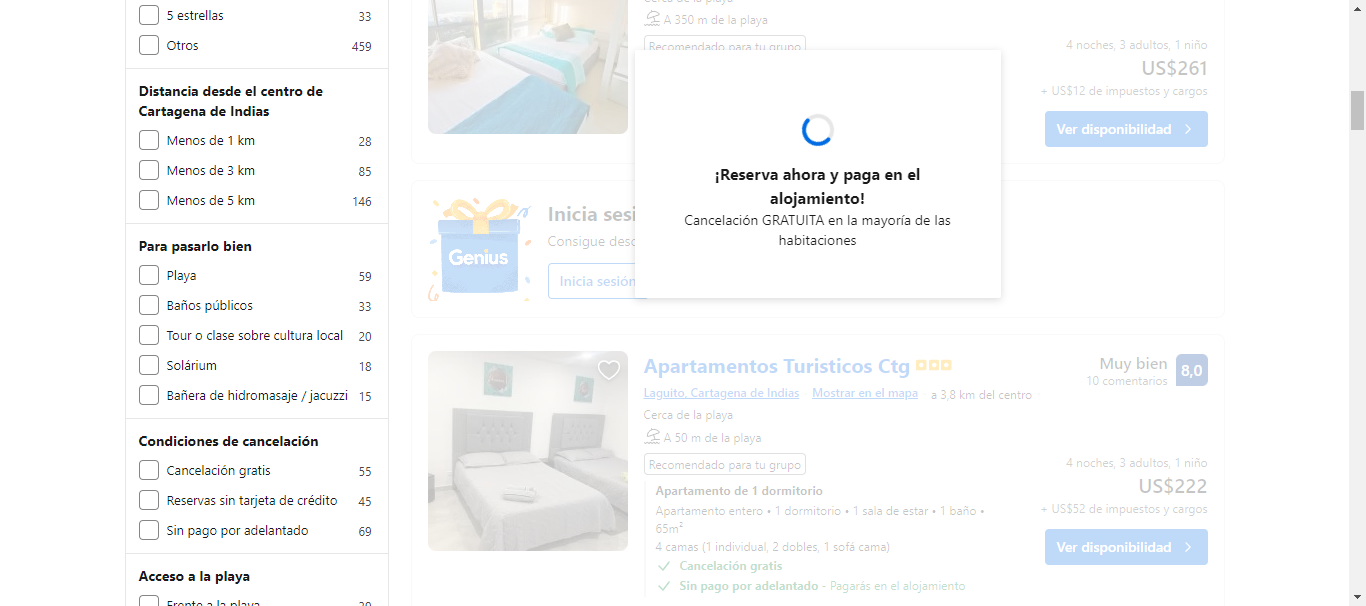 5 estrellas 33
Otros 459
Distancia desde el centro de
Cartagena de Indias
Menos de 1 km 28
Menos de 3 km 85
Menos de 5 km 146
Para pasarlo bien
Playa 59
Baños públicos 33
Tour o clase sobre cultura local 20
Solárium 18
Bañera de hidromasaje / jacuzzi 15
Condiciones de cancelación
Cancelación gratis 55
Reservas sin tarjeta de crédito 45
Sin pago por adelantado 69
Acceso a la playa
Frente a la playa 20
Cerca de la playa
A 350 m de la playa
Recomendado para tu grupo
4 noches, 3 adultos, 1 niño
US$261
+ US$12 de impuestos y cargos
Ver disponibilidad
¡Reserva ahora y paga en el
alojamiento!
Cancelación GRATUITA en la mayoría de las
habitaciones
Genius
Inicia sesi
Consigue desc
Inicia sesión
Apartamentos Turisticos Ctg
Laguito, Cartagena de Indias Mostrar en el mapa a 3,8 km del centro
Cerca de la playa
A 50 m de la playa
Recomendado para tu grupo
Apartamento de 1 dormitorio
Apartamento entero • 1 dormitorio • 1 sala de estar • 1 baño •
65m²
4 camas (1 individual, 2 dobles, 1 sofá cama)
Cancelación gratis
Sin pago por adelantado - Pagarás en el alojamiento
Muy bien 8,0
10 comentarios
4 noches, 3 adultos, 1 niño
US$222
+ US$52 de impuestos y cargos
Ver disponibilidad